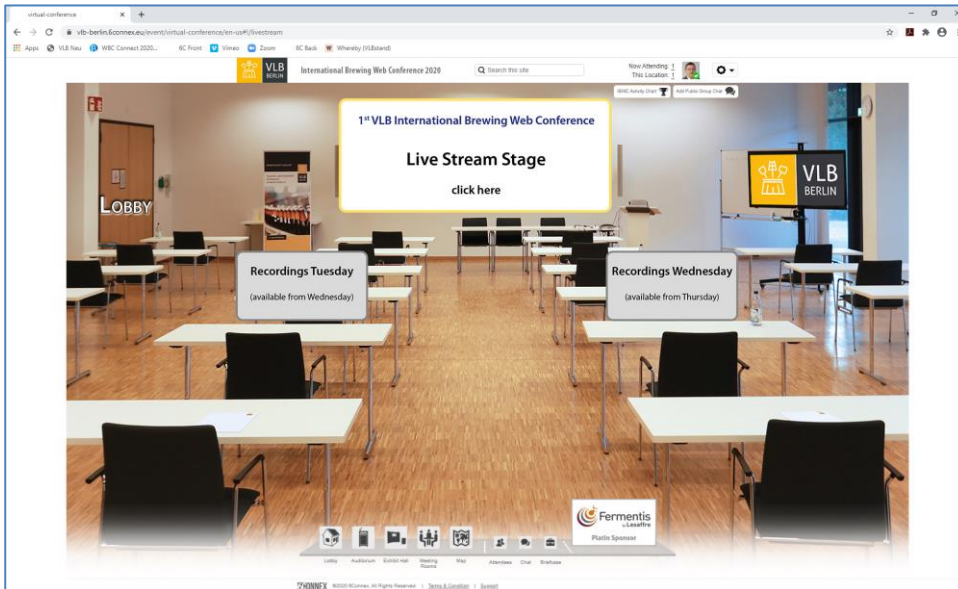 virtual-conference
vlb-berlin.6connex.eu/event/virtual-conference/en-us#!/livestream
Apps VLB Neu WBC Connect 2020... 6C Front Vimeo Zoom 6C Back Whereby (VLBstand)
VLB
BERLIN
International Brewing Web Conference 2020
Search this site
Now Attending: 1
This Location: 1
IBWC Activity Chart
Add Public Group Chat
1st VLB International Brewing Web Conference
Live Stream Stage
click here
LOBBY
VLB
BERLIN
Recordings Tuesday
(available from Wednesday)
Recordings Wednesday
(available from Thursday)
Fermentis
by Lesaffre
Platin Sponsor
Lobby Auditorium Exhibit Hall Meeting Rooms Map Attendees Chat Briefcase
©2020 6Connex. All Rights Reserved | Terms & Condition | Support